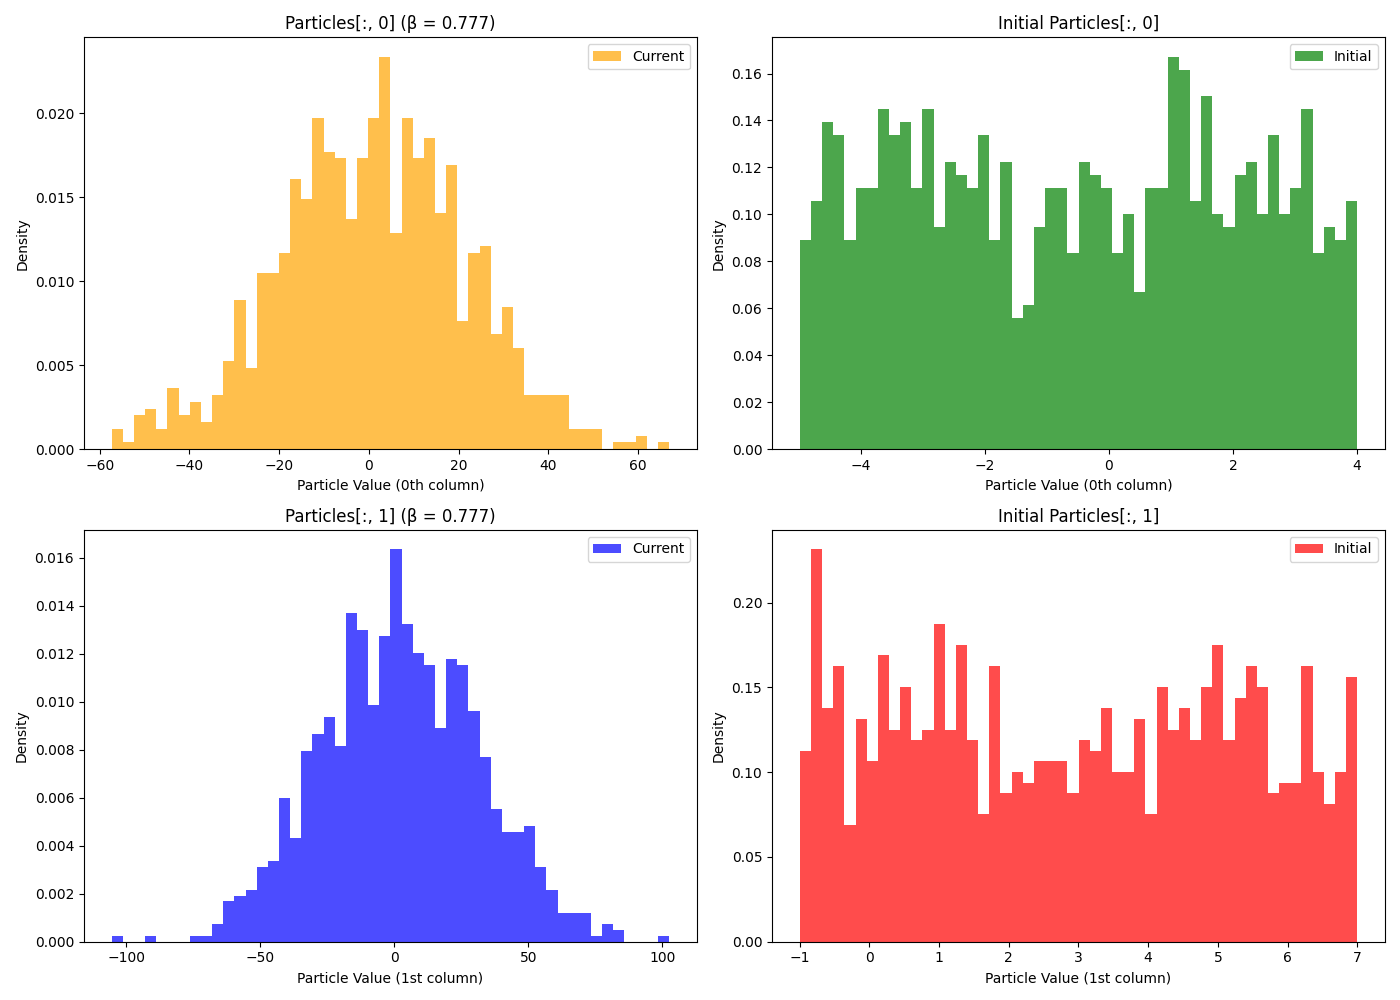 Particles[:, 0] (β = 0.777)
Current
Density
0.020
0.015
0.010
0.005
0.000
−60 −40 −20 0 20 40 60
Particle Value (0th column)
Initial Particles[:, 0]
Initial
Density
0.16
0.14
0.12
0.10
0.08
0.06
0.04
0.02
0.00
−4 −2 0 2 4
Particle Value (0th column)
Particles[:, 1] (β = 0.777)
Current
Density
0.016
0.014
0.012
0.010
0.008
0.006
0.004
0.002
0.000
−100 −50 0 50 100
Particle Value (1st column)
Initial Particles[:, 1]
Initial
Density
0.20
0.15
0.10
0.05
0.00
−1 0 1 2 3 4 5 6 7
Particle Value (1st column)